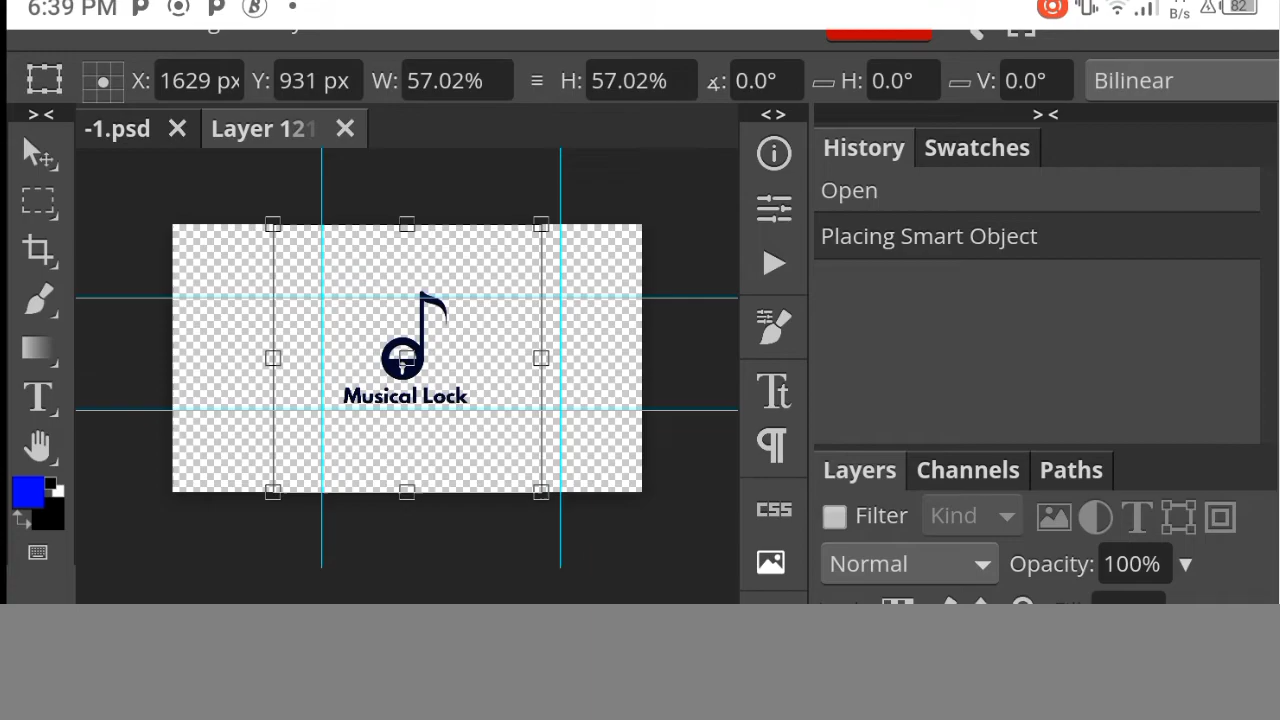 6:39 PM P P B 82
B/s
X: 1629 px Y: 931 px W: 57.02% H: 57.02% 0.0° H: 0.0° V: 0.0° Bilinear
-1.psd Layer 121
History Swatches
Open
Placing Smart Object
Musical Lock
Layers Channels Paths
CSS
Filter Kind
Normal Opacity: 100%